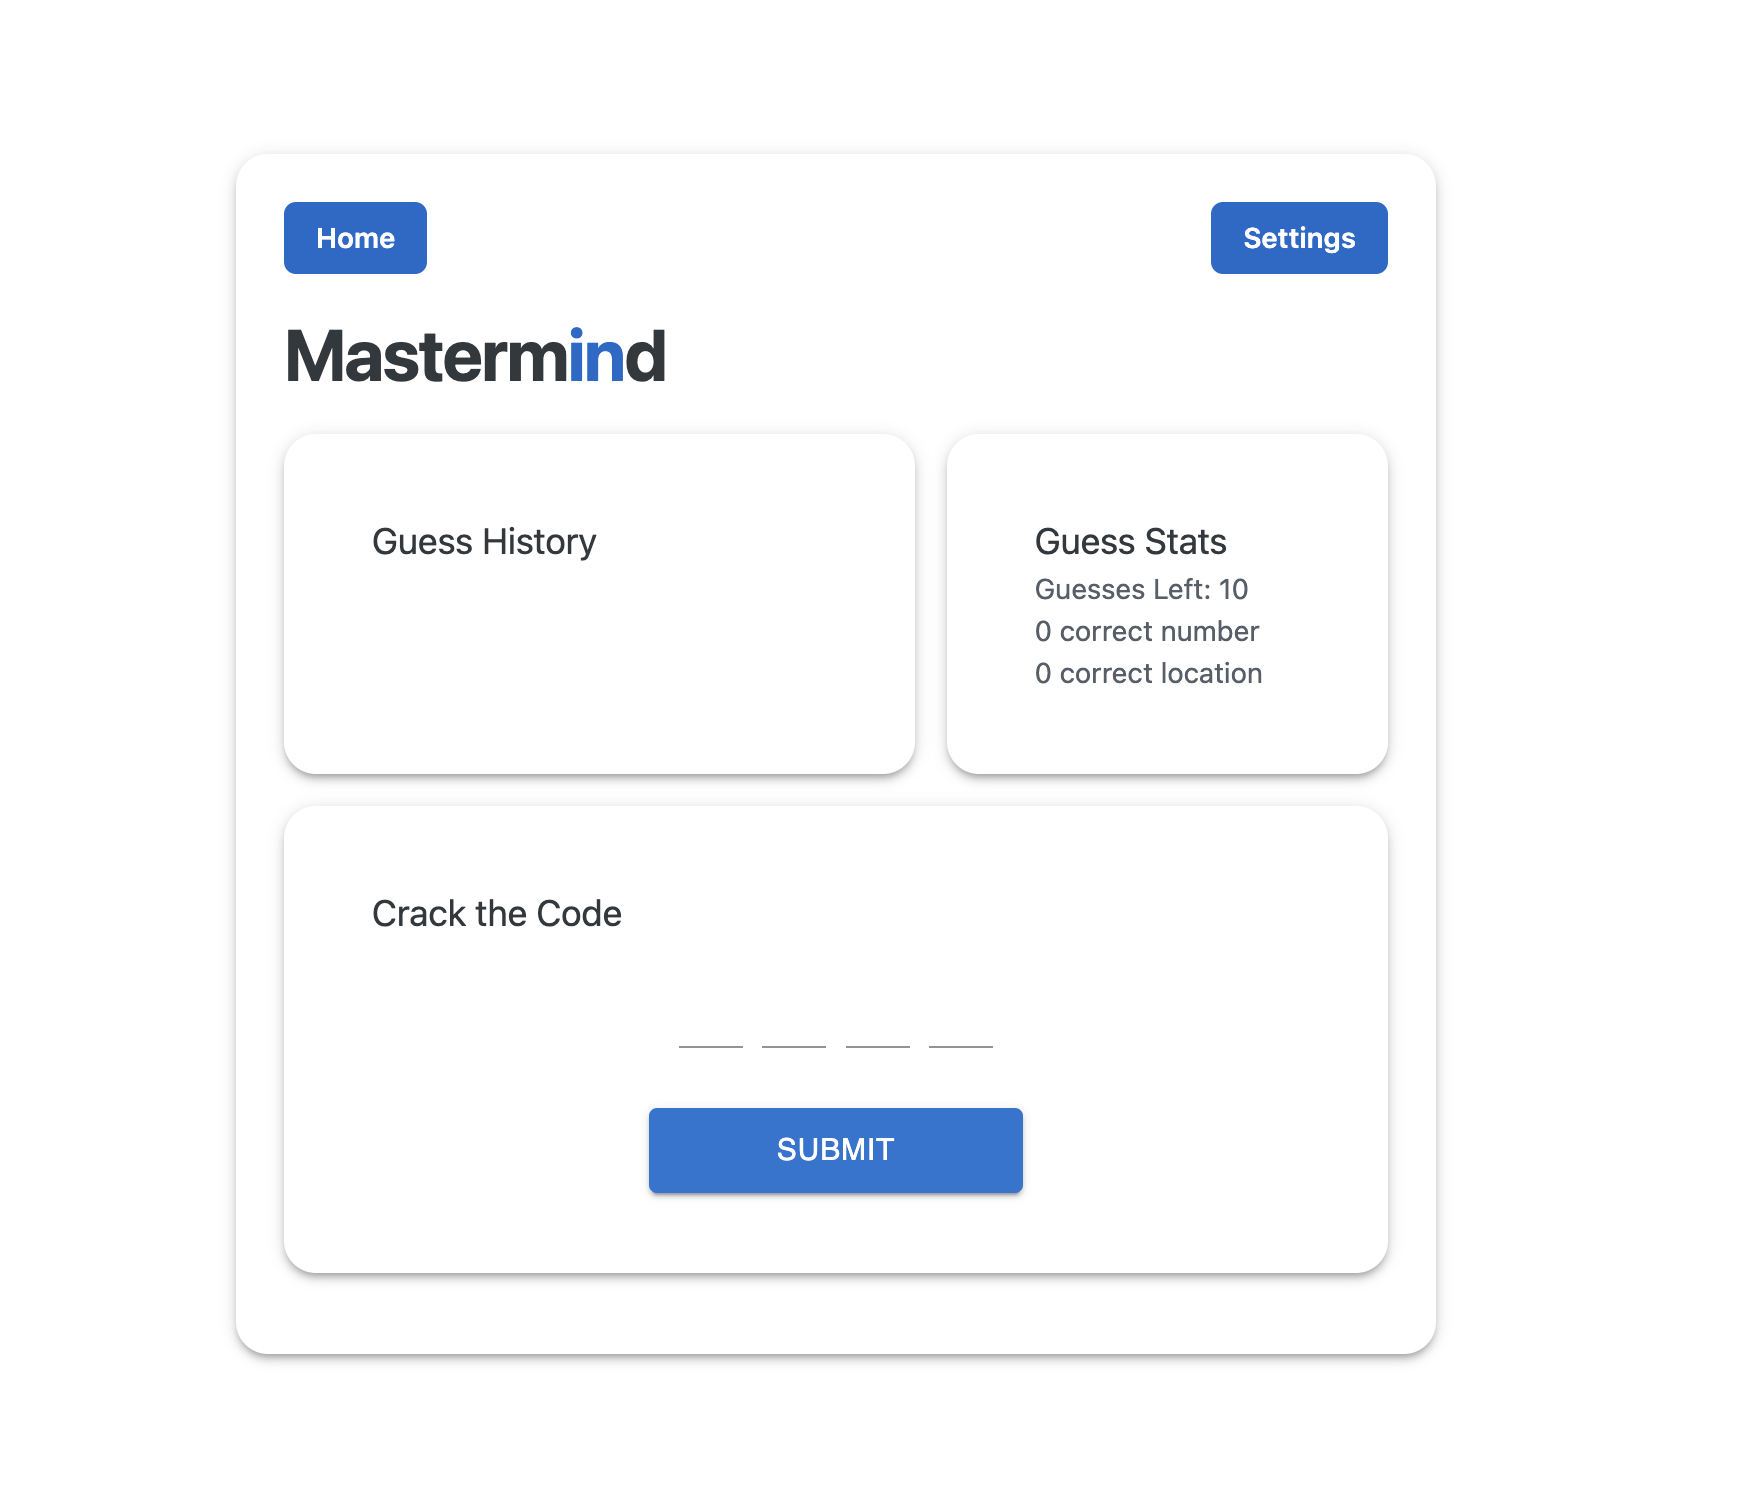 Home
Settings
Mastermind
Guess History
Guess Stats
Guesses Left: 10
0 correct number
0 correct location
Crack the Code
SUBMIT